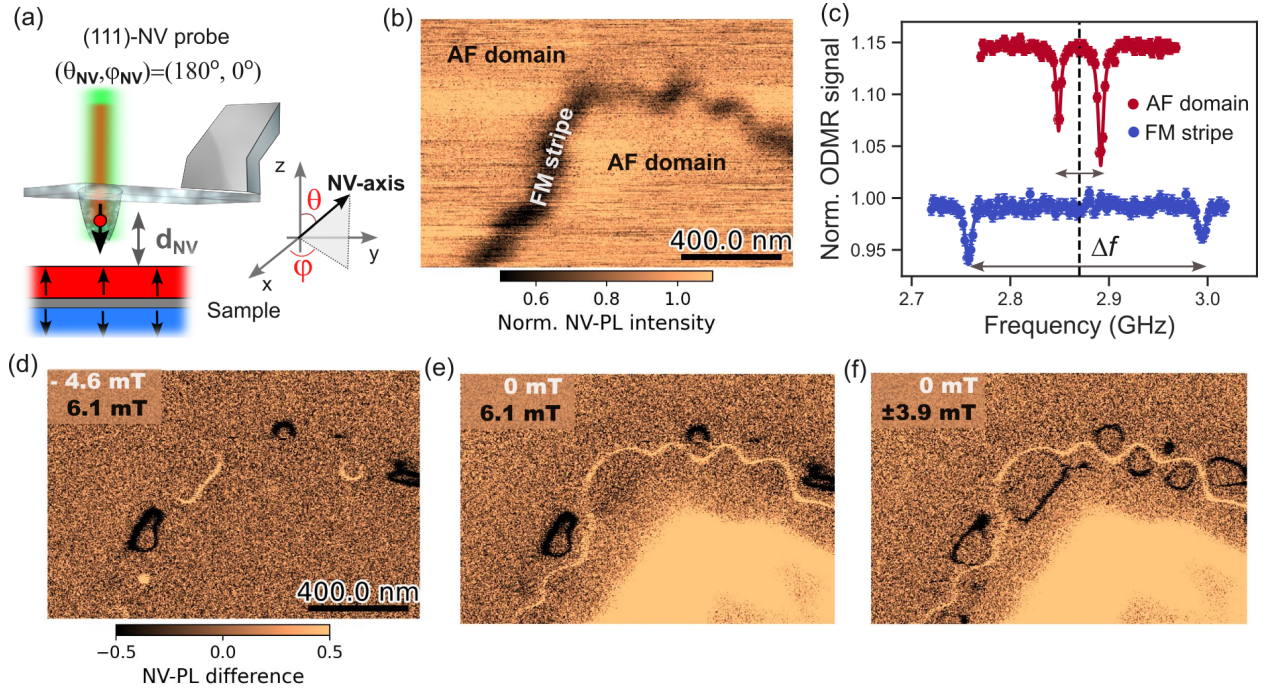 (a)
(111)-NV probe
(θNV,φNV)=(180°, 0°)
dNV
Sample
z
NV-axis
θ
y
φ
x
(b)
AF domain
FM stripe
AF domain
400.0 nm
0.6 0.8 1.0
Norm. NV-PL intensity
(c)
Norm. ODMR signal
1.15
1.10
1.05
1.00
0.95
AF domain
FM stripe
Δf
2.7 2.8 2.9 3.0
Frequency (GHz)
(d)
- 4.6 mT
6.1 mT
400.0 nm
−0.5 0.0 0.5
NV-PL difference
(e)
0 mT
6.1 mT
(f)
0 mT
±3.9 mT